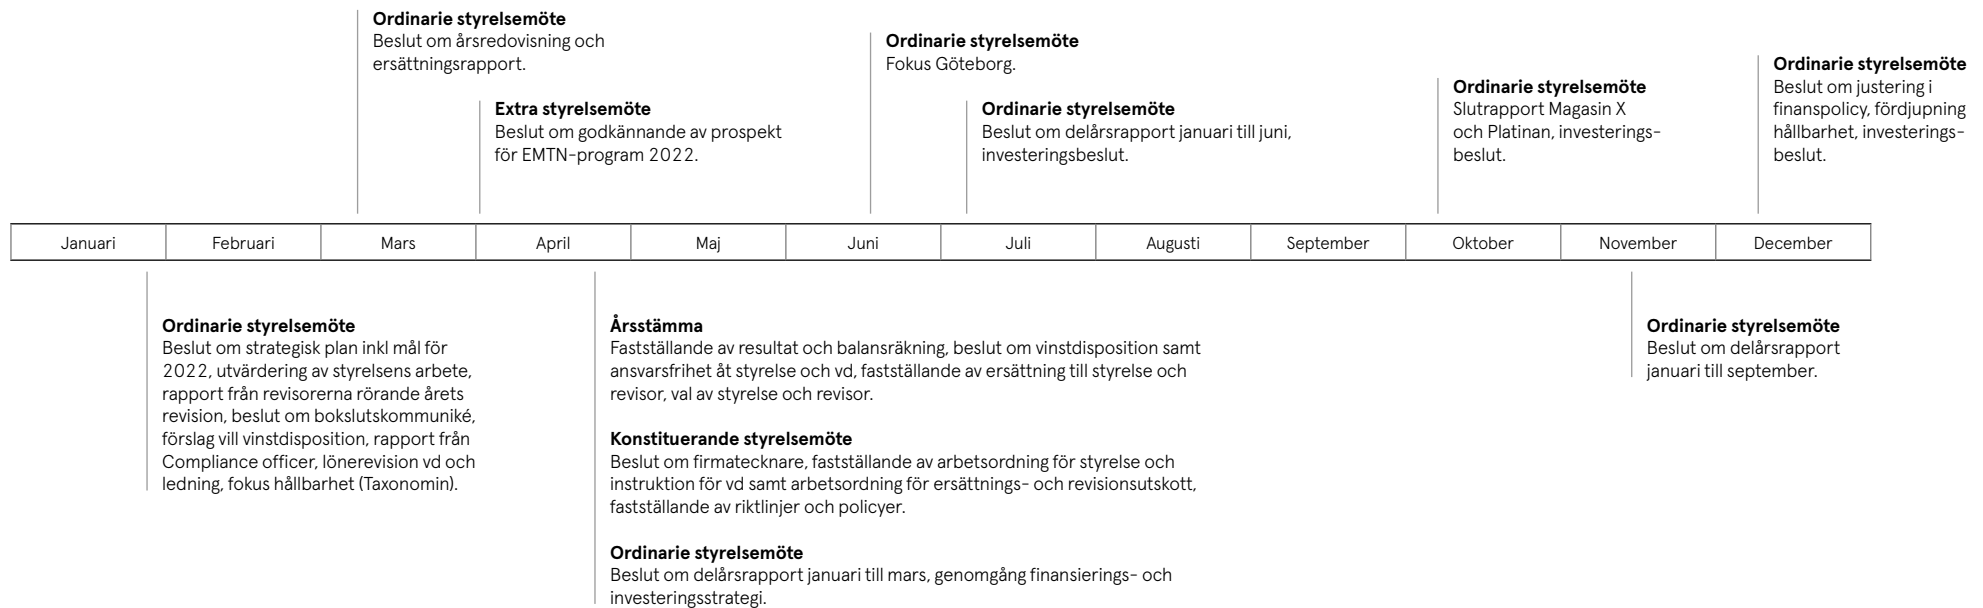 Ordinarie styrelsemöte
Beslut om årsredovisning och
ersättningsrapport.
Extra styrelsemöte
Beslut om godkännande av prospekt
för EMTN-program 2022.
Ordinarie styrelsemöte
Fokus Göteborg.
Ordinarie styrelsemöte
Beslut om delårsrapport januari till juni,
investeringsbeslut.
Ordinarie styrelsemöte
Slutrapport Magasin X
och Platinan, investerings-
beslut.
Ordinarie styrelsemöte
Beslut om justering i
finanspolicy, fördjupning
hållbarhet, investerings-
beslut.
Januari Februari Mars April Maj Juni Juli Augusti September Oktober November December
Ordinarie styrelsemöte
Beslut om strategisk plan inkl mål för
2022, utvärdering av styrelsens arbete,
rapport från revisorerna rörande årets
revision, beslut om bokslutskommuniké,
förslag vill vinstdisposition, rapport från
Compliance officer, lönerevision vd och
ledning, fokus hållbarhet (Taxonomin).
Årsstämma
Fastställande av resultat och balansräkning, beslut om vinstdisposition samt
ansvarsfrihet åt styrelse och vd, fastställande av ersättning till styrelse och
revisor, val av styrelse och revisor.
Konstituerande styrelsemöte
Beslut om firmatecknare, fastställande av arbetsordning för styrelse och
instruktion för vd samt arbetsordning för ersättnings- och revisionsutskott,
fastställande av riktlinjer och policyer.
Ordinarie styrelsemöte
Beslut om delårsrapport januari till mars, genomgång finansierings- och
investeringsstrategi.
Ordinarie styrelsemöte
Beslut om delårsrapport
januari till september.